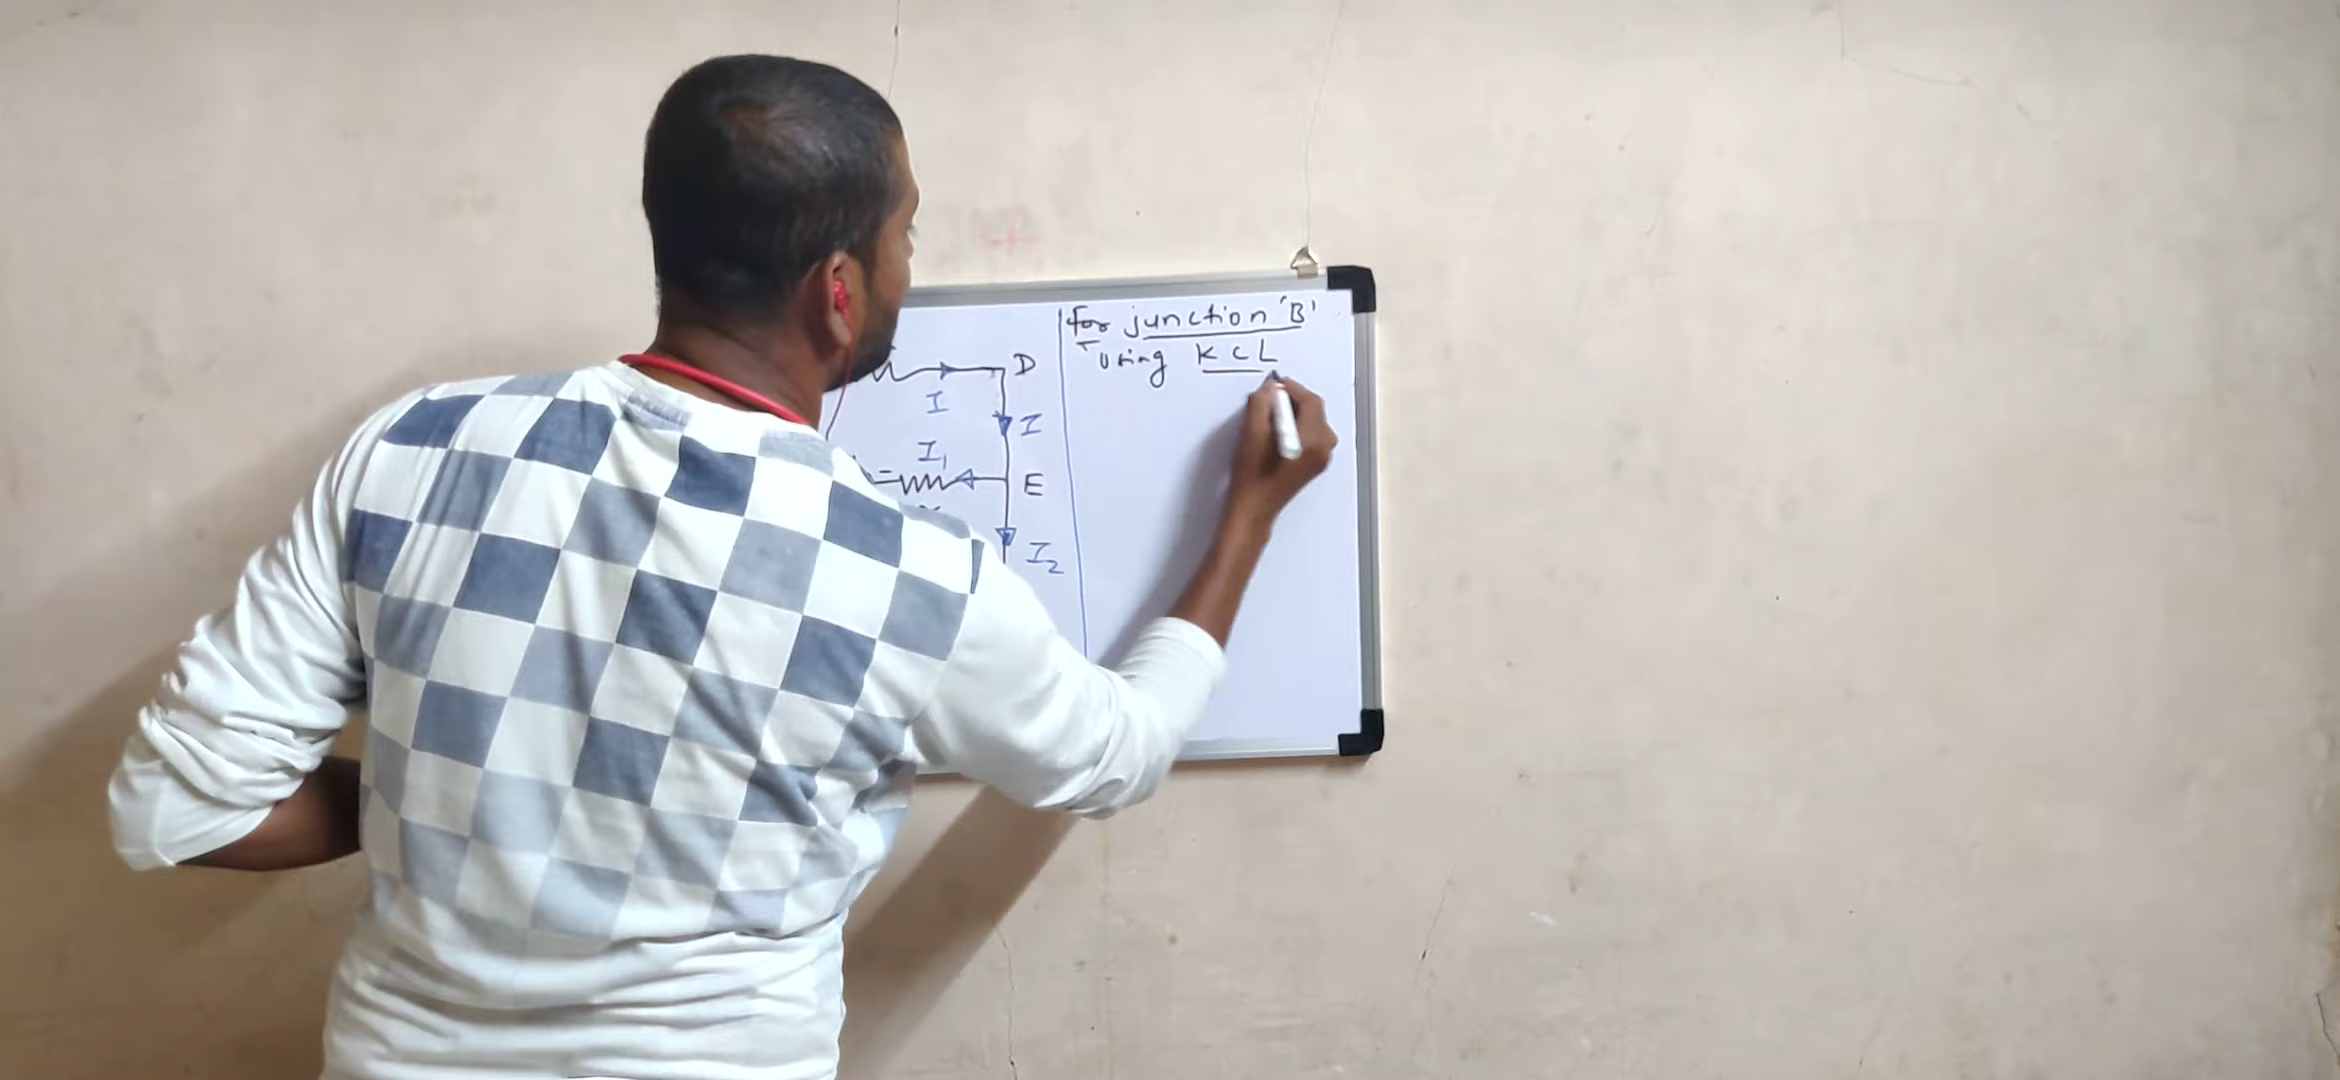 For junction 'B'
using KCL
D
I
I
I₁
E
I₂